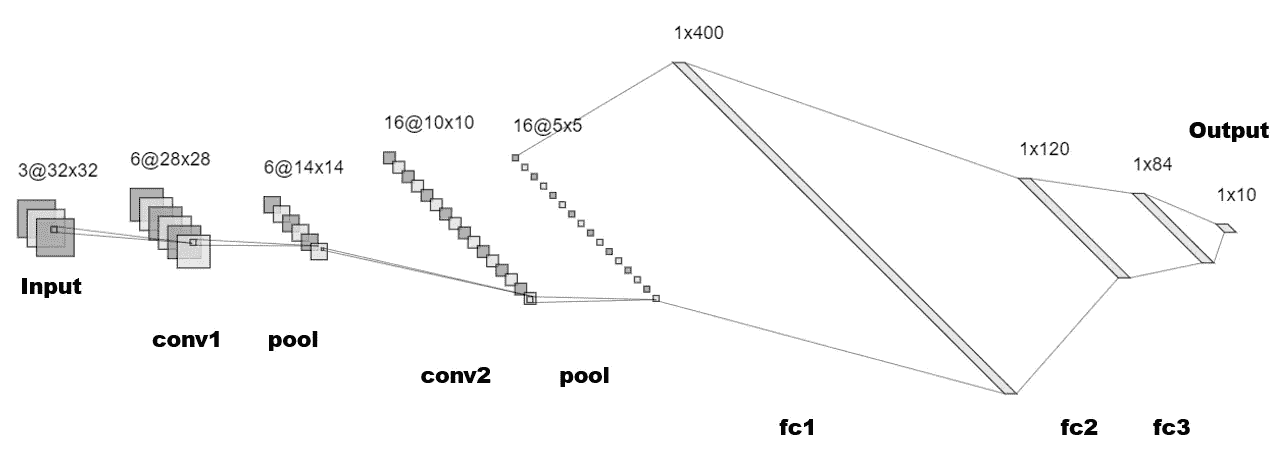 1x400
16@10x10
16@5x5
Output
3@32x32
6@28x28
6@14x14
1x120
1x84
1x10
Input
conv1
pool
conv2
pool
fc1
fc2
fc3